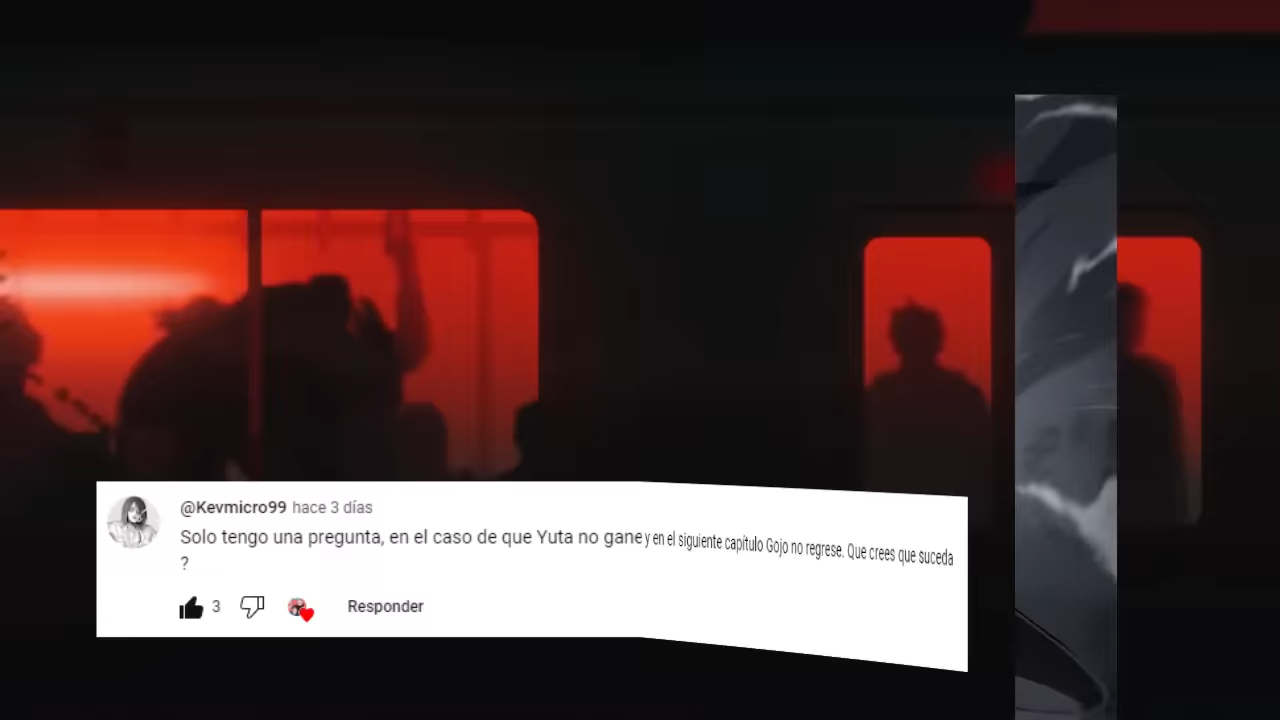 @Kevmicro99 hace 3 días
Solo tengo una pregunta, en el caso de que Yuta no gane y en el siguiente capítulo Gojo no regrese. Que crees que suceda
?
3 Responder